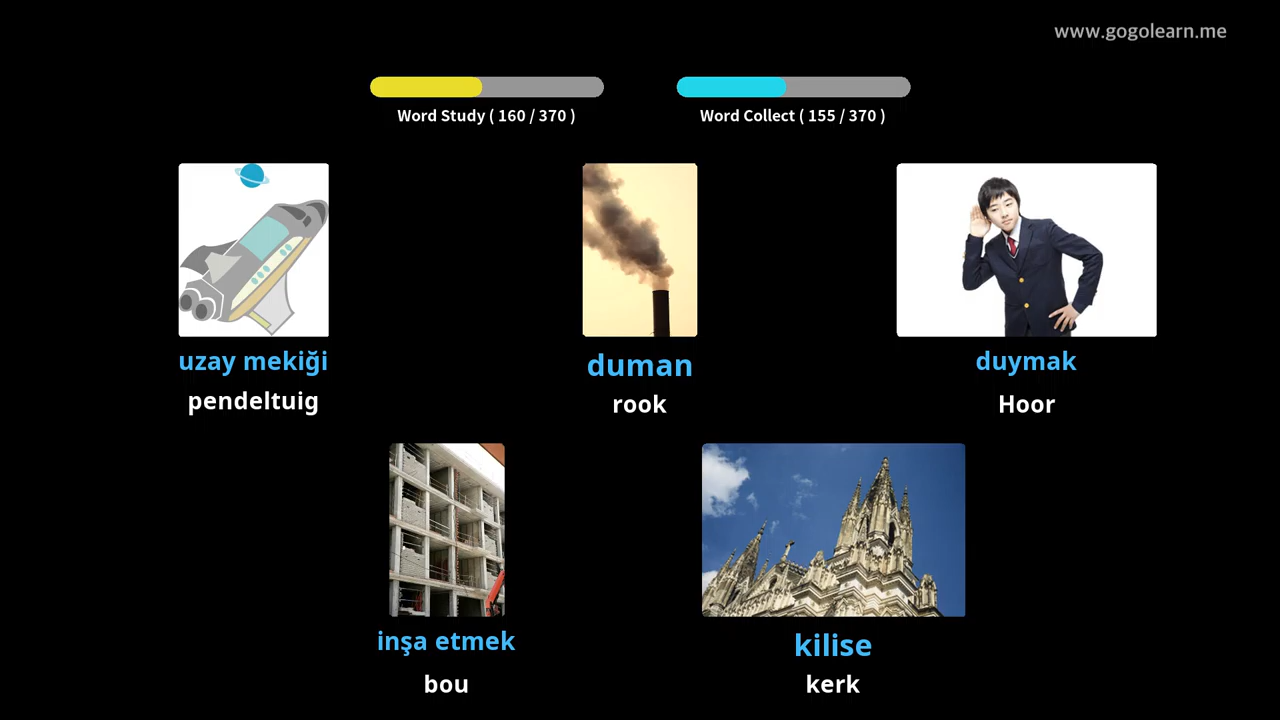 www.gogolearn.me
Word Study ( 160 / 370 )
Word Collect ( 155 / 370 )
uzay mekiği
pendeltuig
duman
rook
duymak
Hoor
inşa etmek
bou
kilise
kerk